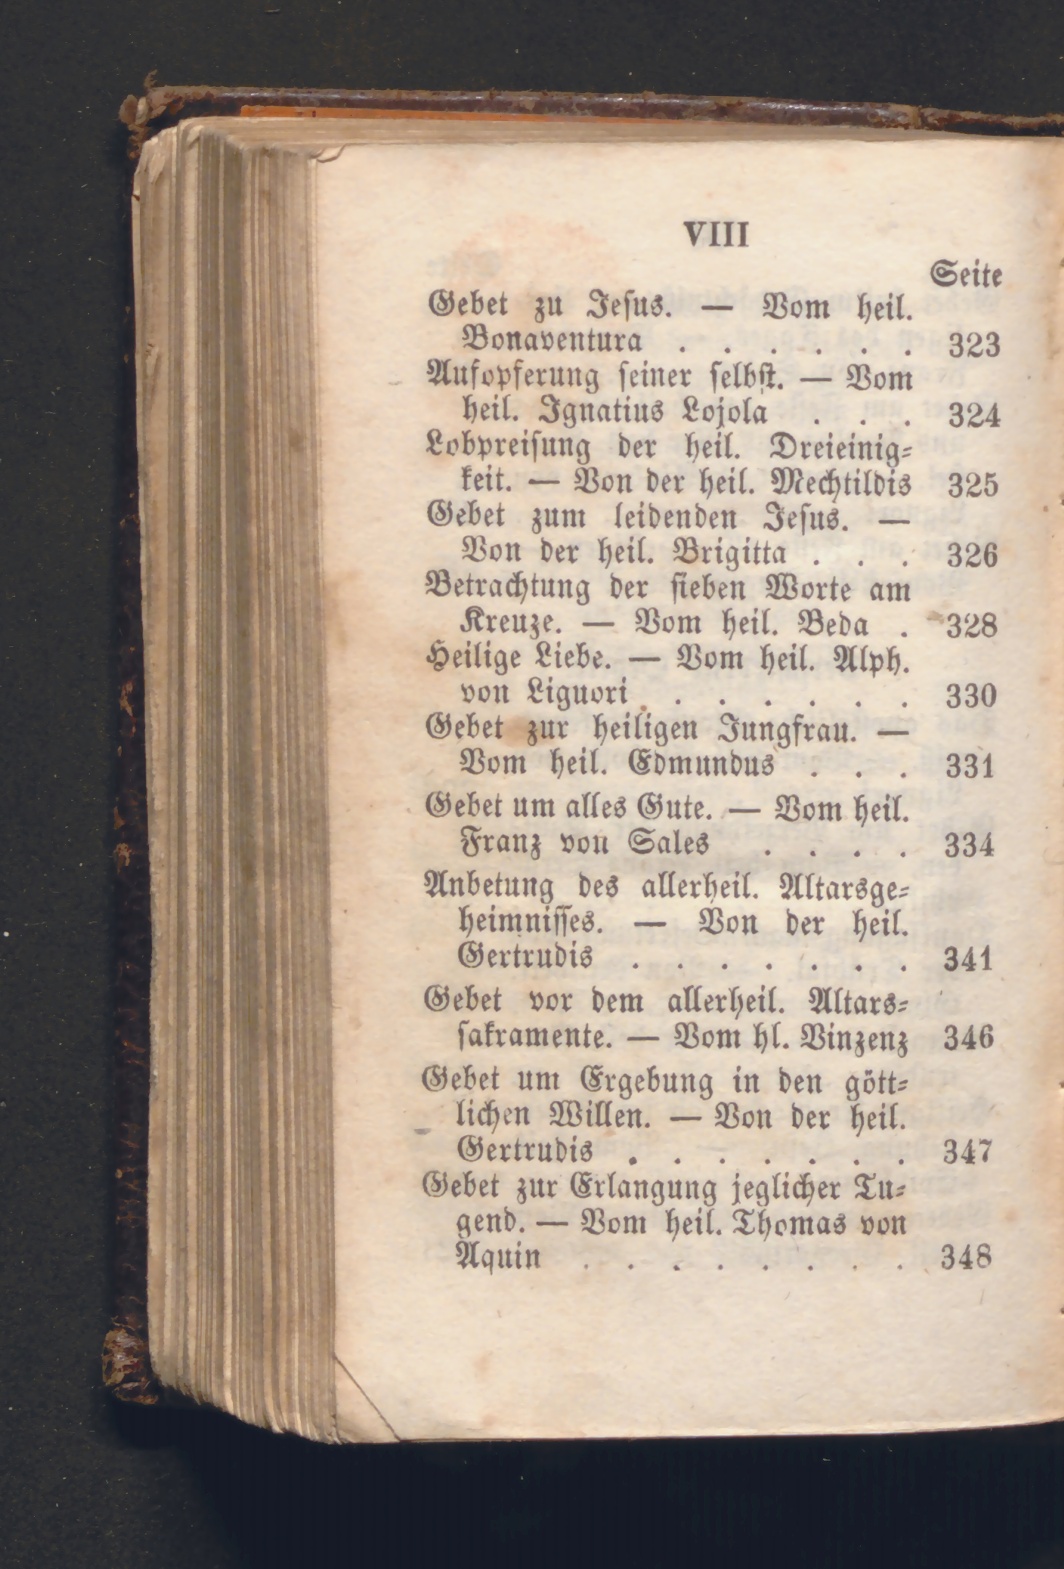 VIII
Seite
Gebet zu Jesus. — Vom heil.
Bonaventura . . . . . . 323
Aufopferung seiner selbst. — Vom
heil. Ignatius Lojola . . . 324
Lobpreisung der heil. Dreieinig-
keit. — Von der heil. Mechtildis 325
Gebet zum leidenden Jesus. —
Von der heil. Brigitta . . . 326
Betrachtung der sieben Worte am
Kreuze. — Vom heil. Beda . 328
Heilige Liebe. — Vom heil. Alph.
von Liguori . . . . . . . 330
Gebet zur heiligen Jungfrau. —
Vom heil. Edmundus . . . 331
Gebet um alles Gute. — Vom heil.
Franz von Sales . . . . 334
Anbetung des allerheil. Altarsge-
heimnisses. — Von der heil.
Gertrudis . . . . . . . 341
Gebet vor dem allerheil. Altars-
sakramente. — Vom hl. Vinzenz 346
Gebet um Ergebung in den gött-
lichen Willen. — Von der heil.
Gertrudis . . . . . . . 347
Gebet zur Erlangung jeglicher Tu-
gend. — Vom heil. Thomas von
Aquin . . . . . . . . 348